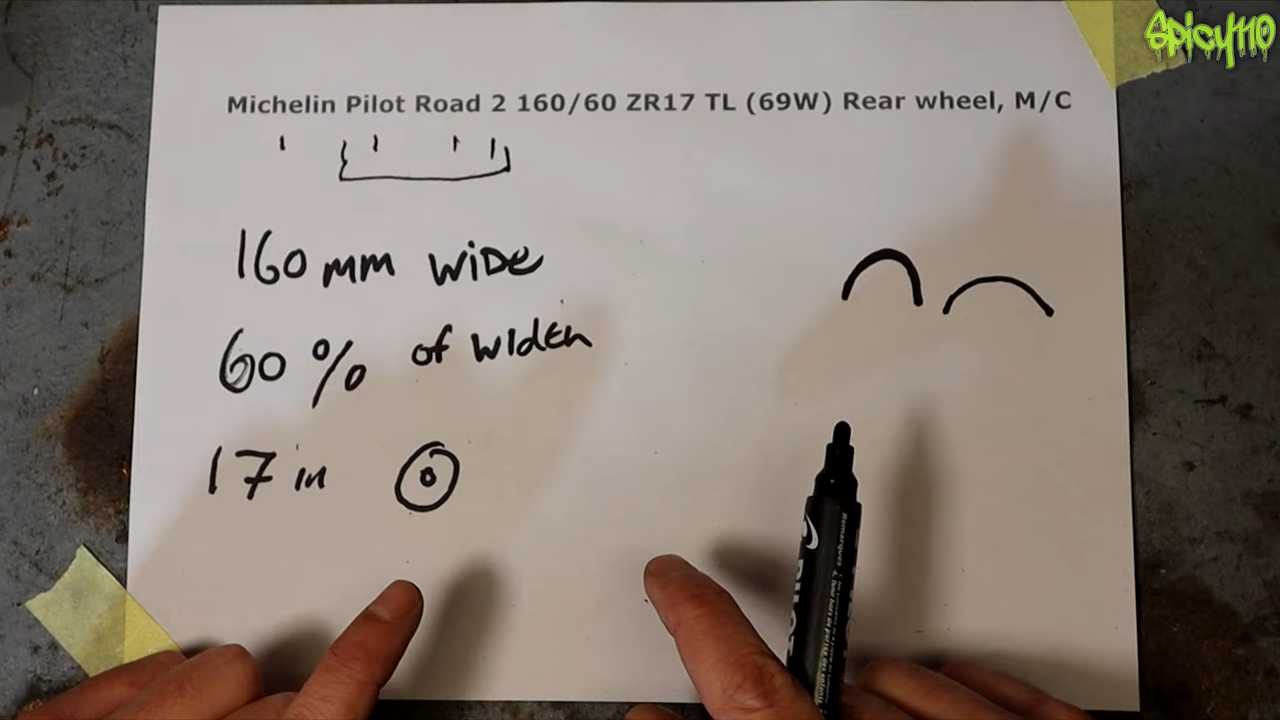 Spicy110
Michelin Pilot Road 2 160/60 ZR17 TL (69W) Rear wheel, M/C
160 mm wide
60 % of width
17 in